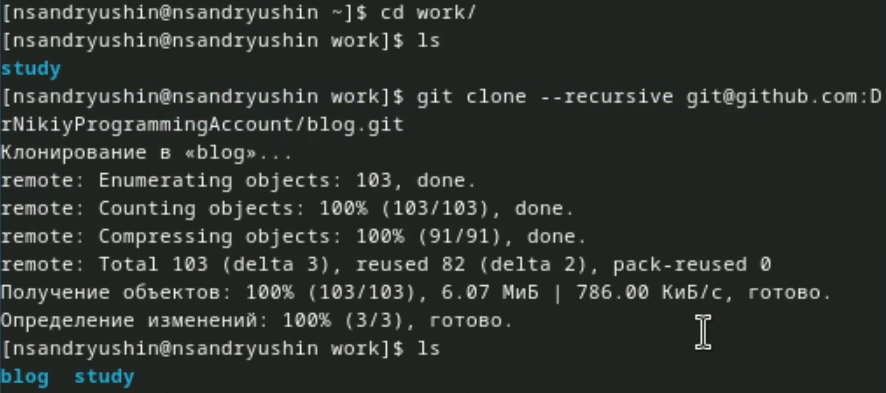 [nsandryushin@nsandryushin ~]$ cd work/
[nsandryushin@nsandryushin work]$ ls
study
[nsandryushin@nsandryushin work]$ git clone --recursive git@github.com:D
rNikiyProgrammingAccount/blog.git
Клонирование в «blog»...
remote: Enumerating objects: 103, done.
remote: Counting objects: 100% (103/103), done.
remote: Compressing objects: 100% (91/91), done.
remote: Total 103 (delta 3), reused 82 (delta 2), pack-reused 0
Получение объектов: 100% (103/103), 6.07 МиБ | 786.00 КиБ/с, готово.
Определение изменений: 100% (3/3), готово.
[nsandryushin@nsandryushin work]$ ls
blog  study